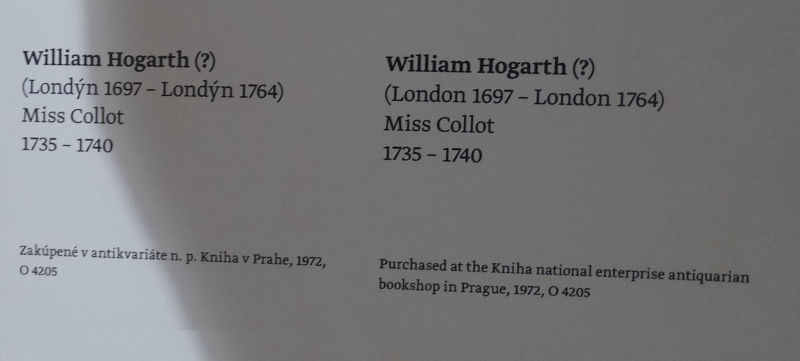 William Hogarth (?)
(Londýn 1697 – Londýn 1764)
Miss Collot
1735 – 1740
Zakúpené v antikvariáte n. p. Kniha v Prahe, 1972,
O 4205
William Hogarth (?)
(London 1697 – London 1764)
Miss Collot
1735 – 1740
Purchased at the Kniha national enterprise antiquarian
bookshop in Prague, 1972, O 4205